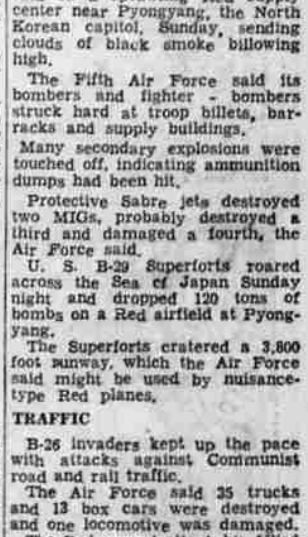 center near Pyongyang, the North
Korean capitol, Sunday, sending
clouds of black smoke billowing
high.
The Fifth Air Force said its
bombers and fighter - bombers
struck hard at troop billets, bar-
racks and supply buildings.
Many secondary explosions were
touched off, indicating ammunition
dumps had been hit.
Protective Sabre jets destroyed
two MIGs, probably destroyed a
third and damaged a fourth, the
Air Force said.
U. S. B-29 Superforts roared
across the Sea of Japan Sunday
night and dropped 120 tons of
bombs on a Red airfield at Pyong-
yang.
The Superforts cratered a 3,800
foot runway, which the Air Force
said might be used by nuisance-
type Red planes.
TRAFFIC
B-26 invaders kept up the pace
with attacks against Communist
road and rail traffic.
The Air Force said 35 trucks
and 13 box cars were destroyed
and one locomotive was damaged.